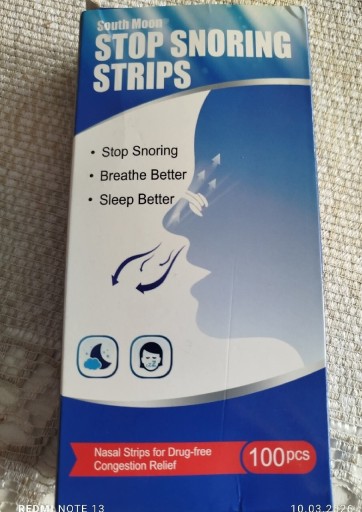 South Moon
STOP SNORING
STRIPS
• Stop Snoring
• Breathe Better
• Sleep Better
Nasal Strips for Drug-free
Congestion Relief
100pcs
REDMI NOTE 13